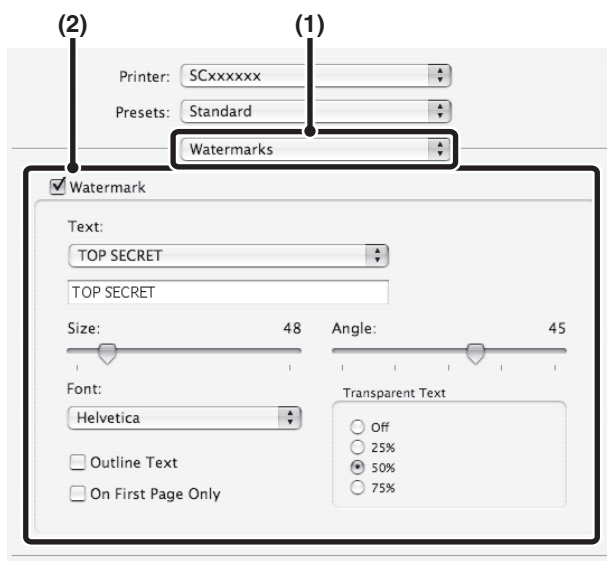 (2) (1)
Printer: SCxxxxxx
Presets: Standard
Watermarks
Watermark
Text:
TOP SECRET
TOP SECRET
Size: 48 Angle: 45
Font: Transparent Text
Helvetica
Off
25%
Outline Text
50%
On First Page Only
75%